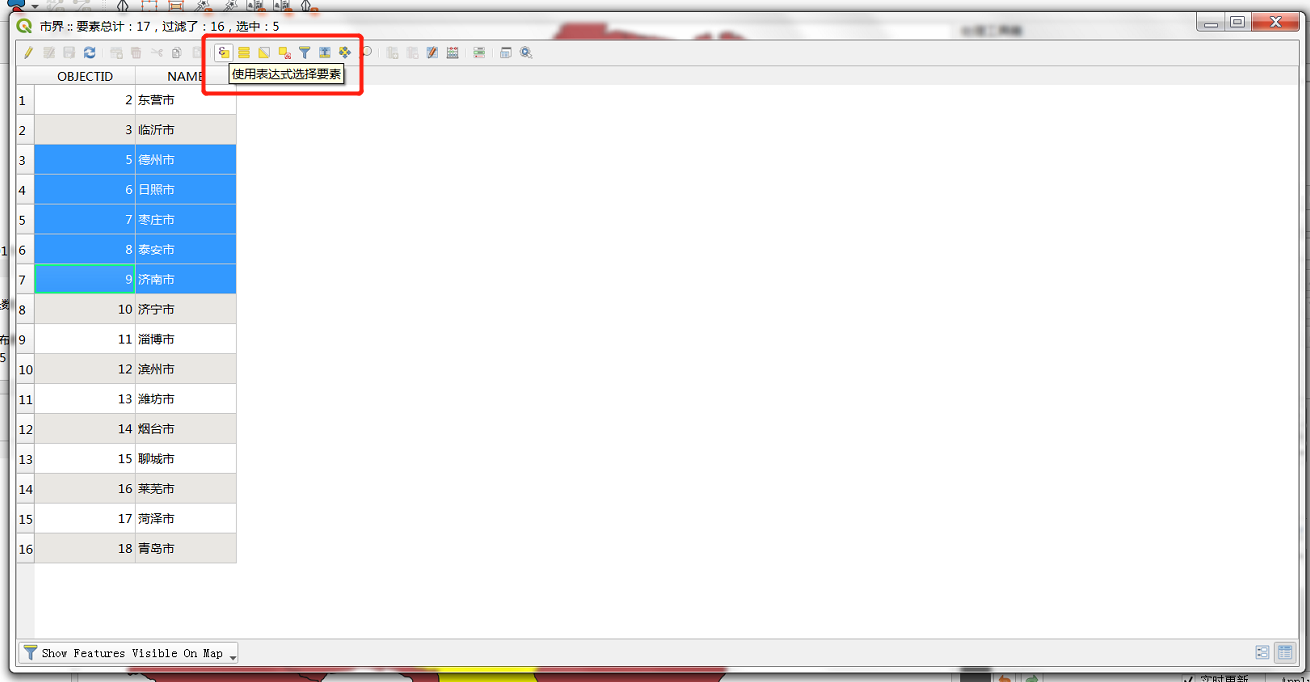 市界 :: 要素总计：17，过滤了：16，选中：5
OBJECTID NAME
使用表达式选择要素
1 2 东营市
2 3 临沂市
3 5 德州市
4 6 日照市
5 7 枣庄市
6 8 泰安市
7 9 济南市
8 10 济宁市
9 11 淄博市
10 12 滨州市
11 13 潍坊市
12 14 烟台市
13 15 聊城市
14 16 莱芜市
15 17 菏泽市
16 18 青岛市
Show Features Visible On Map
实时更新